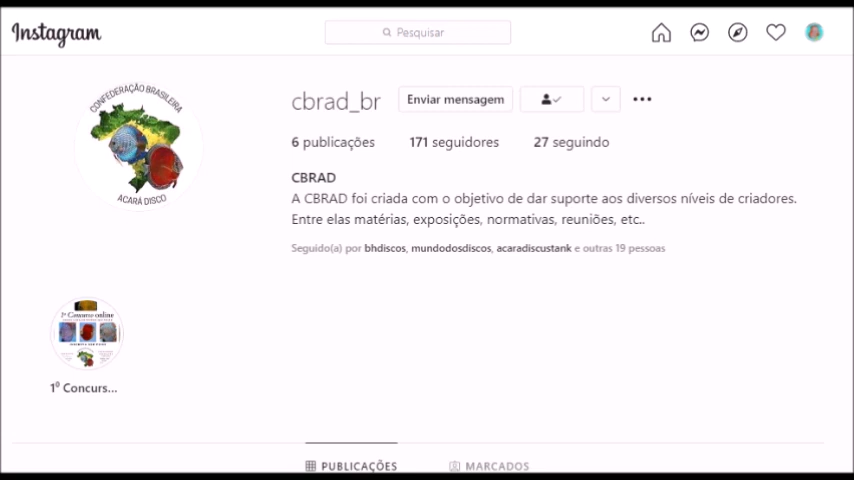 Instagram
Pesquisar
CONFEDERAÇÃO BRASILEIRA
ACARÁ DISCO
cbrad_br
Enviar mensagem
6 publicações 171 seguidores 27 seguindo
CBRAD
A CBRAD foi criada com o objetivo de dar suporte aos diversos níveis de criadores.
Entre elas matérias, exposições, normativas, reuniões, etc..
Seguido(a) por bhdiscos, mundodosdiscos, acaradiscustank e outras 19 pessoas
1º Concurso online
1º Concurs...
PUBLICAÇÕES
MARCADOS